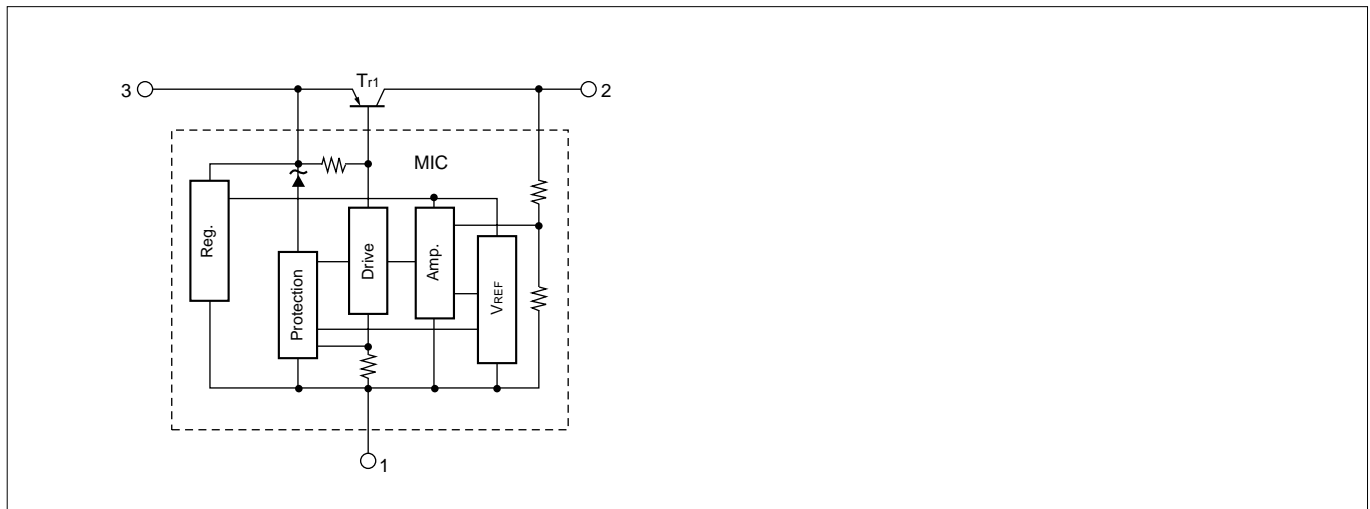 Tr1
3
2
MIC
Reg.
Protection
Drive
Amp.
VREF
1